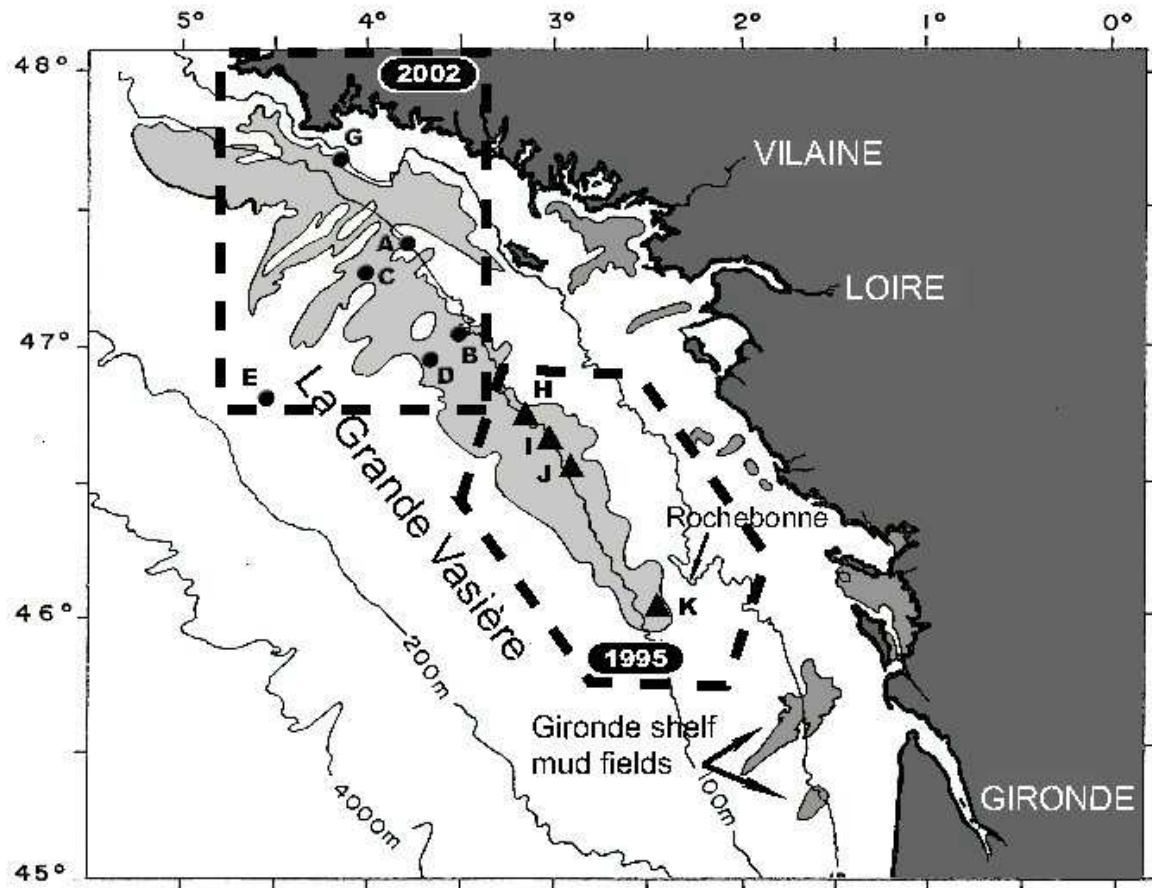 5° 4° 3° 2° 1° 0°
48°
2002
G
VILAINE
A
C
LOIRE
47°
B
D
E
H
I
J
La Grande Vasière
Rochebonne
46°
K
1995
200m
Gironde shelf
mud fields
100m
4000m
GIRONDE
45°